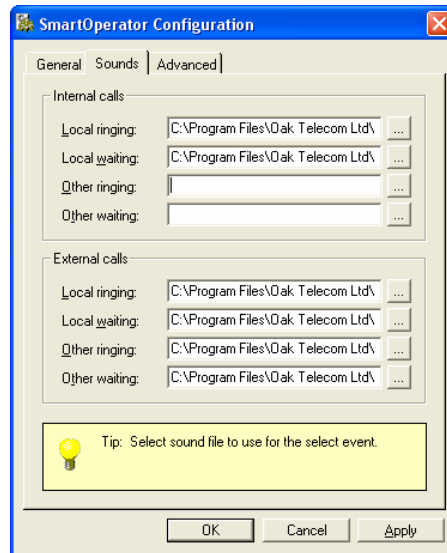 SmartOperator Configuration
General Sounds Advanced
Internal calls
Local ringing: C:\Program Files\Oak Telecom Ltd\ ...
Local waiting: C:\Program Files\Oak Telecom Ltd\ ...
Other ringing: ...
Other waiting: ...
External calls
Local ringing: C:\Program Files\Oak Telecom Ltd\ ...
Local waiting: C:\Program Files\Oak Telecom Ltd\ ...
Other ringing: C:\Program Files\Oak Telecom Ltd\ ...
Other waiting: C:\Program Files\Oak Telecom Ltd\ ...
Tip: Select sound file to use for the select event.
OK Cancel Apply